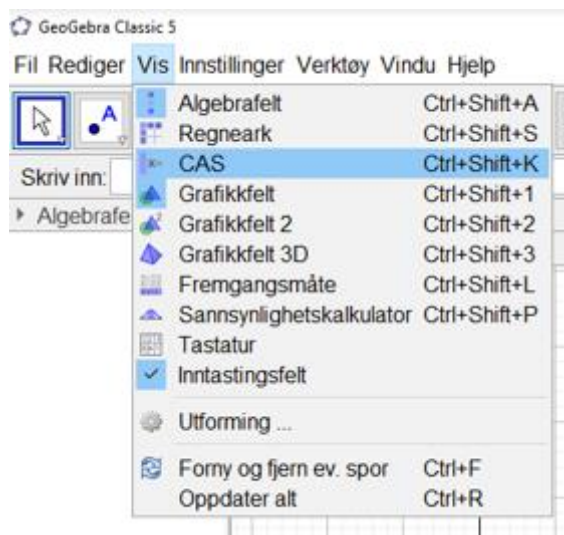 GeoGebra Classic 5
Fil Rediger Vis Innstillinger Verktøy Vindu Hjelp
A
Algebrafelt Ctrl+Shift+A
Regneark Ctrl+Shift+S
Skriv inn:
x= CAS Ctrl+Shift+K
Algebrafe Grafikkfelt Ctrl+Shift+1
Grafikkfelt 2 Ctrl+Shift+2
Grafikkfelt 3D Ctrl+Shift+3
Fremgangsmåte Ctrl+Shift+L
Sannsynlighetskalkulator Ctrl+Shift+P
Tastatur
Inntastingsfelt
Utforming ...
Forny og fjern ev. spor Ctrl+F
Oppdater alt Ctrl+R